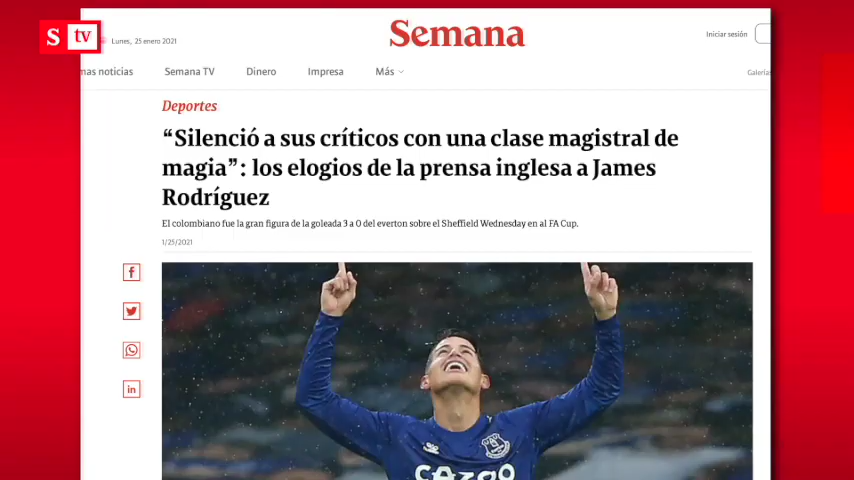 S tv
Lunes, 25 enero 2021
Semana
Iniciar sesión
mas noticias
Semana TV
Dinero
Impresa
Más
Galerías
Deportes
“Silenció a sus críticos con una clase magistral de
magia”: los elogios de la prensa inglesa a James
Rodríguez
El colombiano fue la gran figura de la goleada 3 a 0 del everton sobre el Sheffield Wednesday en al FA Cup.
1/25/2021
f
in
cazoo